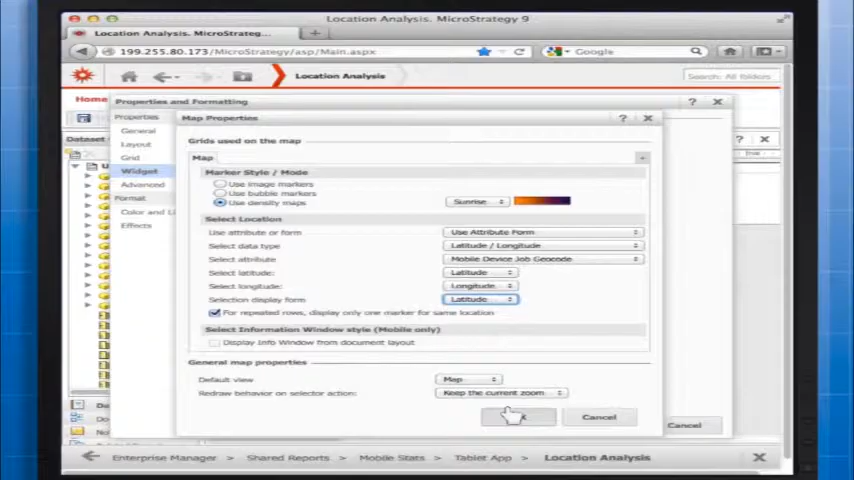 Location Analysis. MicroStrategy 9
Location Analysis. MicroStrateg...
199.255.80.173/MicroStrategy/asp/Main.aspx
Google
Location Analysis
Search: All folders
Home
Properties and Formatting
?
Properties
Map Properties
?
General
Layout
Grid
Widget
Advanced
Format
Color and Li
Effects
Dataset
?
Grids used on the map
Map
Marker Style / Mode
Use image markers
Use bubble markers
Use density maps
Sunrise
Select Location
Use attribute or form
Use Attribute Form
Select data type
Latitude / Longitude
Select attribute
Mobile Device Job Geocode
Select latitude:
Latitude
Select longitude:
Longitude
Selection display form
Latitude
For repeated rows, display only one marker for same location
Select Information Window style (Mobile only)
Display Info Window from document layout
General map properties
Default view
Map
Redraw behavior on selector action:
Keep the current zoom
Cancel
Cancel
Enterprise Manager > Shared Reports > Mobile Stats > Tablet App > Location Analysis